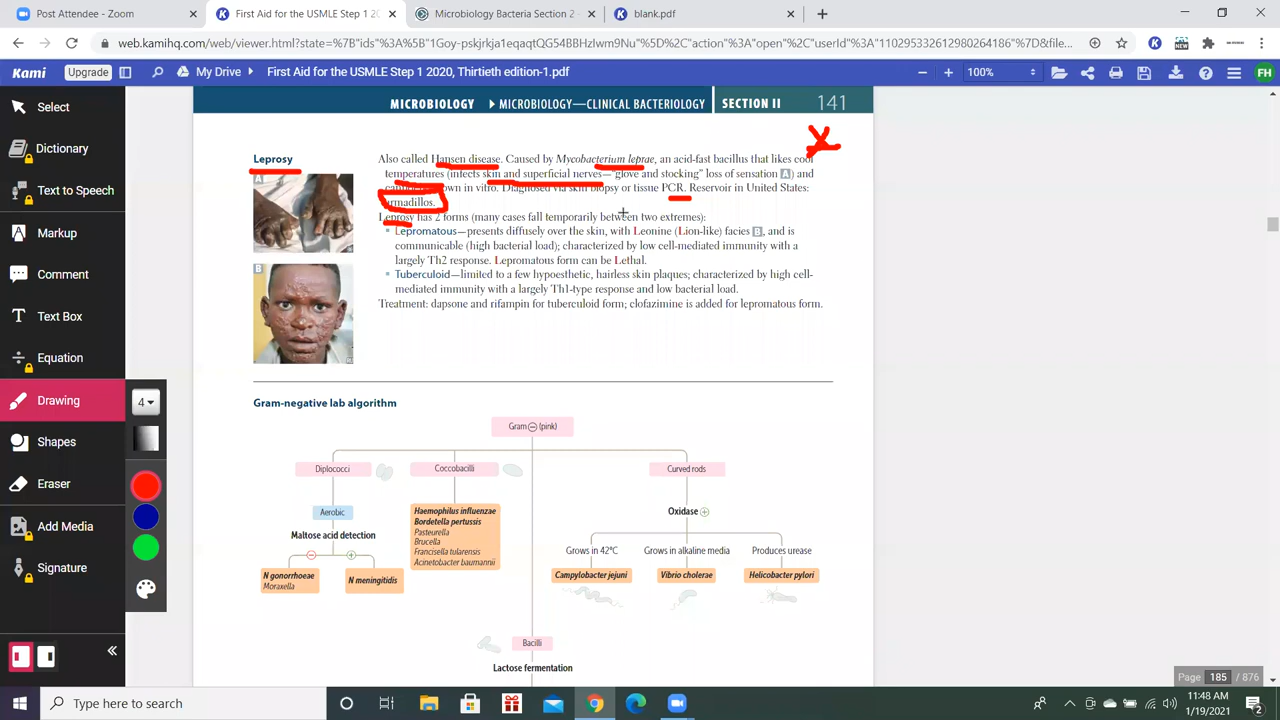 Post Attendee - Zoom
First Aid for the USMLE Step 1 2
Microbiology Bacteria Section 2 -
blank.pdf
web.kamihq.com/web/viewer.html?state=%7B"ids"%3A%5B"1Goy-pskjrkja1eqaqtQG54BBHzlwm9Nu"%5D%2C"action"%3A"open"%2C"userId"%3A"110295332612980264186"%7D&file...
Kami
Upgrade
My Drive
First Aid for the USMLE Step 1 2020, Thirtieth edition-1.pdf
100%
FH
Select
Dictionary
Text to Speech
Markup
Comment
Text Box
Equation
Drawing
Shapes
Eraser
Add Media
Signature
4
MICROBIOLOGY ▶ MICROBIOLOGY—CLINICAL BACTERIOLOGY SECTION II 141
Leprosy
A
B
Also called Hansen disease. Caused by Mycobacterium leprae, an acid-fast bacillus that likes cool
temperatures (infects skin and superficial nerves—"glove and stocking" loss of sensation A) and
in vitro. Diagnosed via skin biopsy or tissue PCR. Reservoir in United States:
armadillos.
Leprosy has 2 forms (many cases fall temporarily between two extremes):
Lepromatous—presents diffusely over the skin, with Leonine (Lion-like) facies B, and is
communicable (high bacterial load); characterized by low cell-mediated immunity with a
largely Th2 response. Lepromatous form can be Lethal.
Tuberculoid—limited to a few hypoesthetic, hairless skin plaques; characterized by high cell-
mediated immunity with a largely Th1-type response and low bacterial load.
Treatment: dapsone and rifampin for tuberculoid form; clofazimine is added for lepromatous form.
Gram-negative lab algorithm
Gram ⊖ (pink)
Diplococci
Coccobacilli
Curved rods
Aerobic
Maltose acid detection
N gonorrhoeae
Moraxella
N meningitidis
Haemophilus influenzae
Bordetella pertussis
Pasteurella
Brucella
Francisella tularensis
Acinetobacter baumannii
Oxidase ⊕
Grows in 42°C
Grows in alkaline media
Produces urease
Campylobacter jejuni
Vibrio cholerae
Helicobacter pylori
Bacilli
Lactose fermentation
Page 185 / 876
Type here to search
11:48 AM
1/19/2021
2